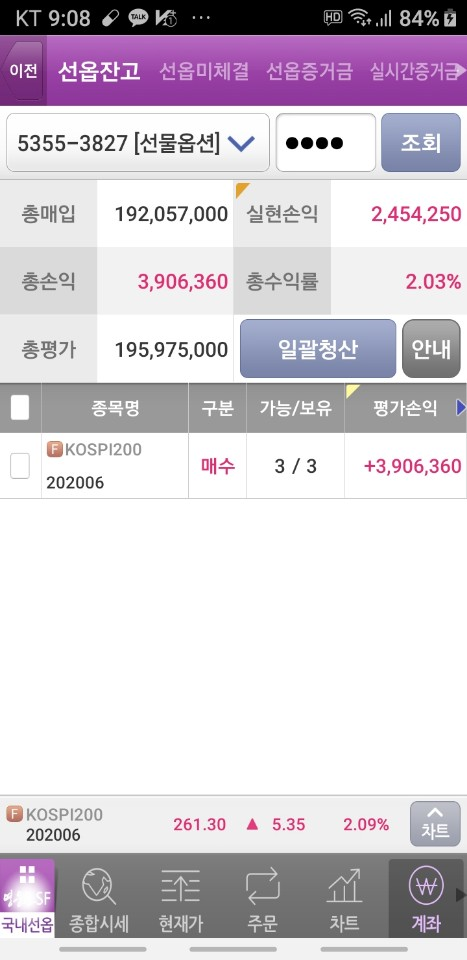 KT 9:08 TALK ... HD 84%
이전 선옵잔고 선옵미체결 선옵증거금 실시간증거금
5355-3827 [선물옵션] ●●●● 조회
총매입 192,057,000 실현손익 2,454,250
총손익 3,906,360 총수익률 2.03%
총평가 195,975,000 일괄청산 안내
종목명 구분 가능/보유 평가손익
F KOSPI200
202006 매수 3 / 3 +3,906,360
F KOSPI200
202006 261.30 ▲ 5.35 2.09% 차트
국내선옵 종합시세 현재가 주문 차트 계좌